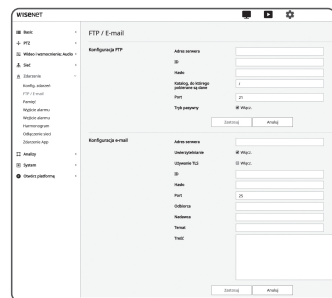 WISENET
Basic
PTZ
Wideo i wzmocnienie; Audio
Sieć
Zdarzenie
Konfig. zdarzeń
FTP / E-mail
Pamięć
Wejście alarmu
Wyjście alarmu
Harmonogram
Odłączenie sieci
Zdarzenie App
Analizy
System
Otwórz platformę
FTP / E-mail
Konfiguracja FTP
Adres serwera
ID
Hasło
Katalog, do którego
pobierane są dane
/
Port
21
Tryb pasywny
Włącz.
Zastosuj
Anuluj
Konfiguracja e-mail
Adres serwera
Uwierzytelnianie
Włącz.
Używanie TLS
Włącz.
ID
Hasło
Port
25
Odbiorca
Nadawca
Temat
Treść
Zastosuj
Anuluj